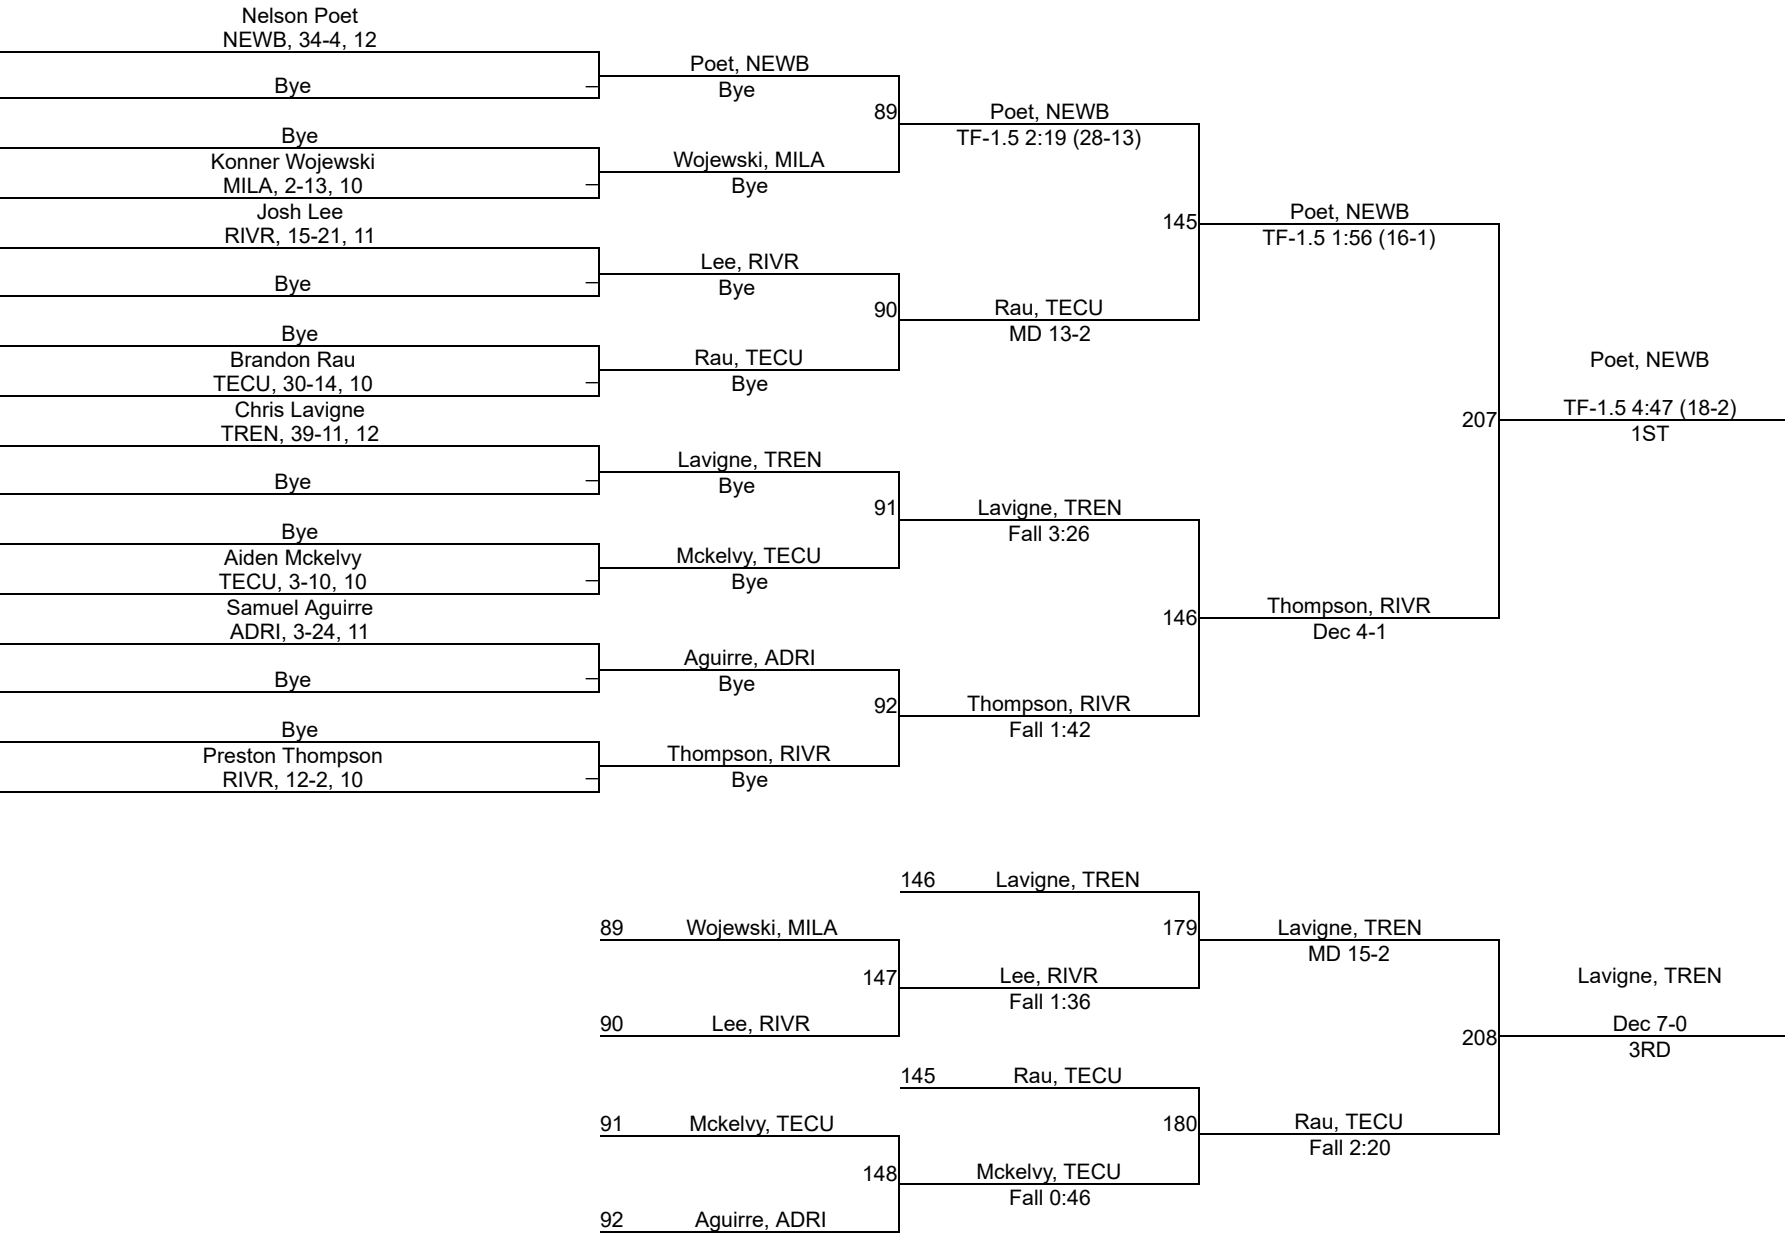 Nelson Poet
NEWB, 34-4, 12
Bye
Bye
Konner Wojewski
MILA, 2-13, 10
Josh Lee
RIVR, 15-21, 11
Bye
Bye
Brandon Rau
TECU, 30-14, 10
Chris Lavigne
TREN, 39-11, 12
Bye
Bye
Aiden Mckelvy
TECU, 3-10, 10
Samuel Aguirre
ADRI, 3-24, 11
Bye
Bye
Preston Thompson
RIVR, 12-2, 10
Poet, NEWB
Bye
89
Wojewski, MILA
Bye
Lee, RIVR
Bye
90
Rau, TECU
Bye
Lavigne, TREN
Bye
91
Mckelvy, TECU
Bye
Aguirre, ADRI
Bye
92
Thompson, RIVR
Bye
Poet, NEWB
TF-1.5 2:19 (28-13)
145
Rau, TECU
MD 13-2
Lavigne, TREN
Fall 3:26
146
Thompson, RIVR
Fall 1:42
Poet, NEWB
TF-1.5 1:56 (16-1)
207
Thompson, RIVR
Dec 4-1
Poet, NEWB
TF-1.5 4:47 (18-2)
1ST
89 Wojewski, MILA
147
90 Lee, RIVR
91 Mckelvy, TECU
148
92 Aguirre, ADRI
146 Lavigne, TREN
179
Lee, RIVR
Fall 1:36
145 Rau, TECU
180
Mckelvy, TECU
Fall 0:46
Lavigne, TREN
MD 15-2
208
Rau, TECU
Fall 2:20
Lavigne, TREN
Dec 7-0
3RD